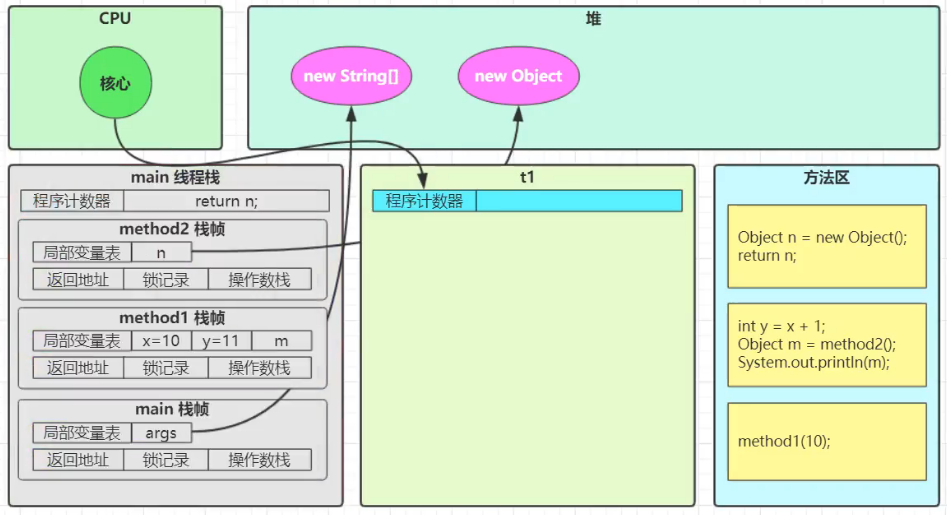 CPU
核心
堆
new String[]
new Object
main 线程栈
程序计数器
return n;
method2 栈帧
局部变量表
n
返回地址
锁记录
操作数栈
method1 栈帧
局部变量表
x=10
y=11
m
返回地址
锁记录
操作数栈
main 栈帧
局部变量表
args
返回地址
锁记录
操作数栈
t1
程序计数器
方法区
Object n = new Object();
return n;
int y = x + 1;
Object m = method2();
System.out.println(m);
method1(10);